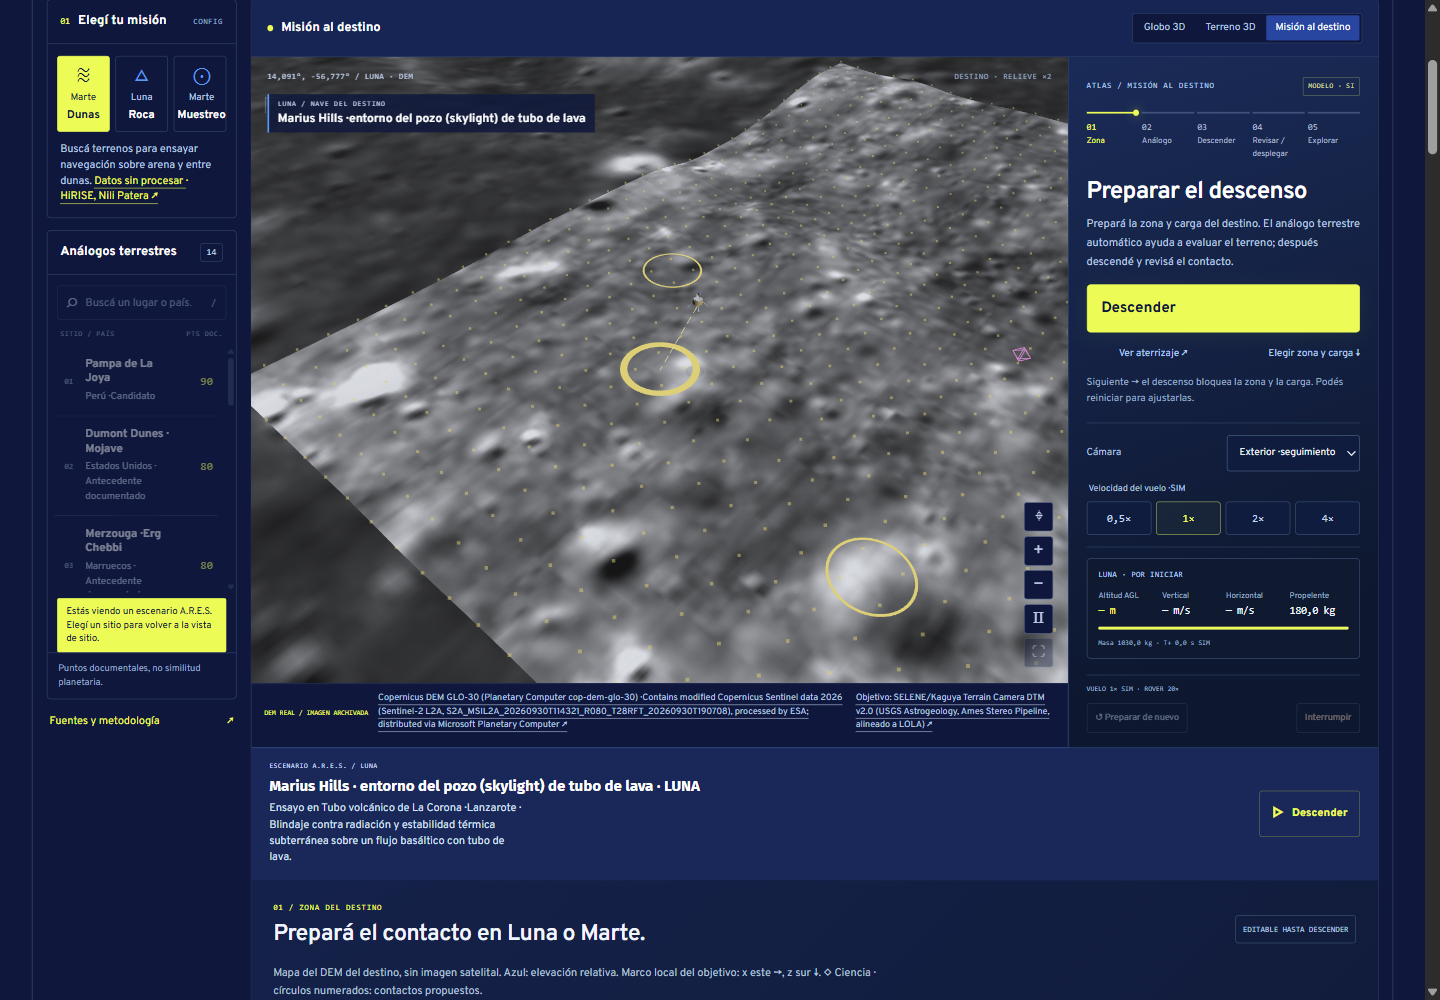 01 Elegí tu misión CONFIG
Marte
Dunas
Luna
Roca
Marte
Muestreo
Buscá terrenos para ensayar
navegación sobre arena y entre
dunas. Datos sin procesar ·
HiRISE, Nili Patera ↗
Análogos terrestres 14
Buscá un lugar o país. /
SITIO / PAÍS PTS DOC.
01 Pampa de La
Joya
Perú ·Candidato
90
02 Dumont Dunes ·
Mojave
Estados Unidos ·
Antecedente
documentado
80
03 Merzouga ·Erg
Chebbi
Marruecos ·
Antecedente
80
Estás viendo un escenario A.R.E.S.
Elegí un sitio para volver a la vista
de sitio.
Puntos documentales, no similitud
planetaria.
Fuentes y metodología ↗
Misión al destino
Globo 3D Terreno 3D Misión al destino
14,091°, -56,777° / LUNA · DEM
DESTINO · RELIEVE ×2
LUNA / NAVE DEL DESTINO
Marius Hills ·entorno del pozo (skylight) de tubo de lava
+
−
DEM REAL / IMAGEN ARCHIVADA
Copernicus DEM GLO-30 (Planetary Computer cop-dem-glo-30) ·Contains modified Copernicus Sentinel data 2026
(Sentinel-2 L2A, S2A_MSIL2A_20260930T114321_R080_T28RFT_20260930T190708), processed by ESA;
distributed via Microsoft Planetary Computer ↗
Objetivo: SELENE/Kaguya Terrain Camera DTM
v2.0 (USGS Astrogeology, Ames Stereo Pipeline,
alineado a LOLA) ↗
ATLAS / MISIÓN AL DESTINO MODELO · SI
01
Zona
02
Análogo
03
Descender
04
Revisar /
desplegar
05
Explorar
Preparar el descenso
Prepará la zona y carga del destino. El análogo terrestre
automático ayuda a evaluar el terreno; después
descendé y revisá el contacto.
Descender
Ver aterrizaje ↗ Elegir zona y carga ↓
Siguiente → el descenso bloquea la zona y la carga. Podés
reiniciar para ajustarlas.
Cámara Exterior ·seguimiento
Velocidad del vuelo ·SIM
0,5× 1× 2× 4×
LUNA · POR INICIAR
Altitud AGL Vertical Horizontal Propelente
— m — m/s — m/s 180,0 kg
Masa 1030,0 kg · T+ 0,0 s SIM
VUELO 1× SIM · ROVER 20×
↺ Preparar de nuevo Interrumpir
ESCENARIO A.R.E.S. / LUNA
Marius Hills · entorno del pozo (skylight) de tubo de lava · LUNA
Ensayo en Tubo volcánico de La Corona ·Lanzarote ·
Blindaje contra radiación y estabilidad térmica
subterránea sobre un flujo basáltico con tubo de
lava.
Descender
01 / ZONA DEL DESTINO
Prepará el contacto en Luna o Marte.
EDITABLE HASTA DESCENDER
Mapa del DEM del destino, sin imagen satelital. Azul: elevación relativa. Marco local del objetivo: x este →, z sur ↓. ◇ Ciencia ·
círculos numerados: contactos propuestos.